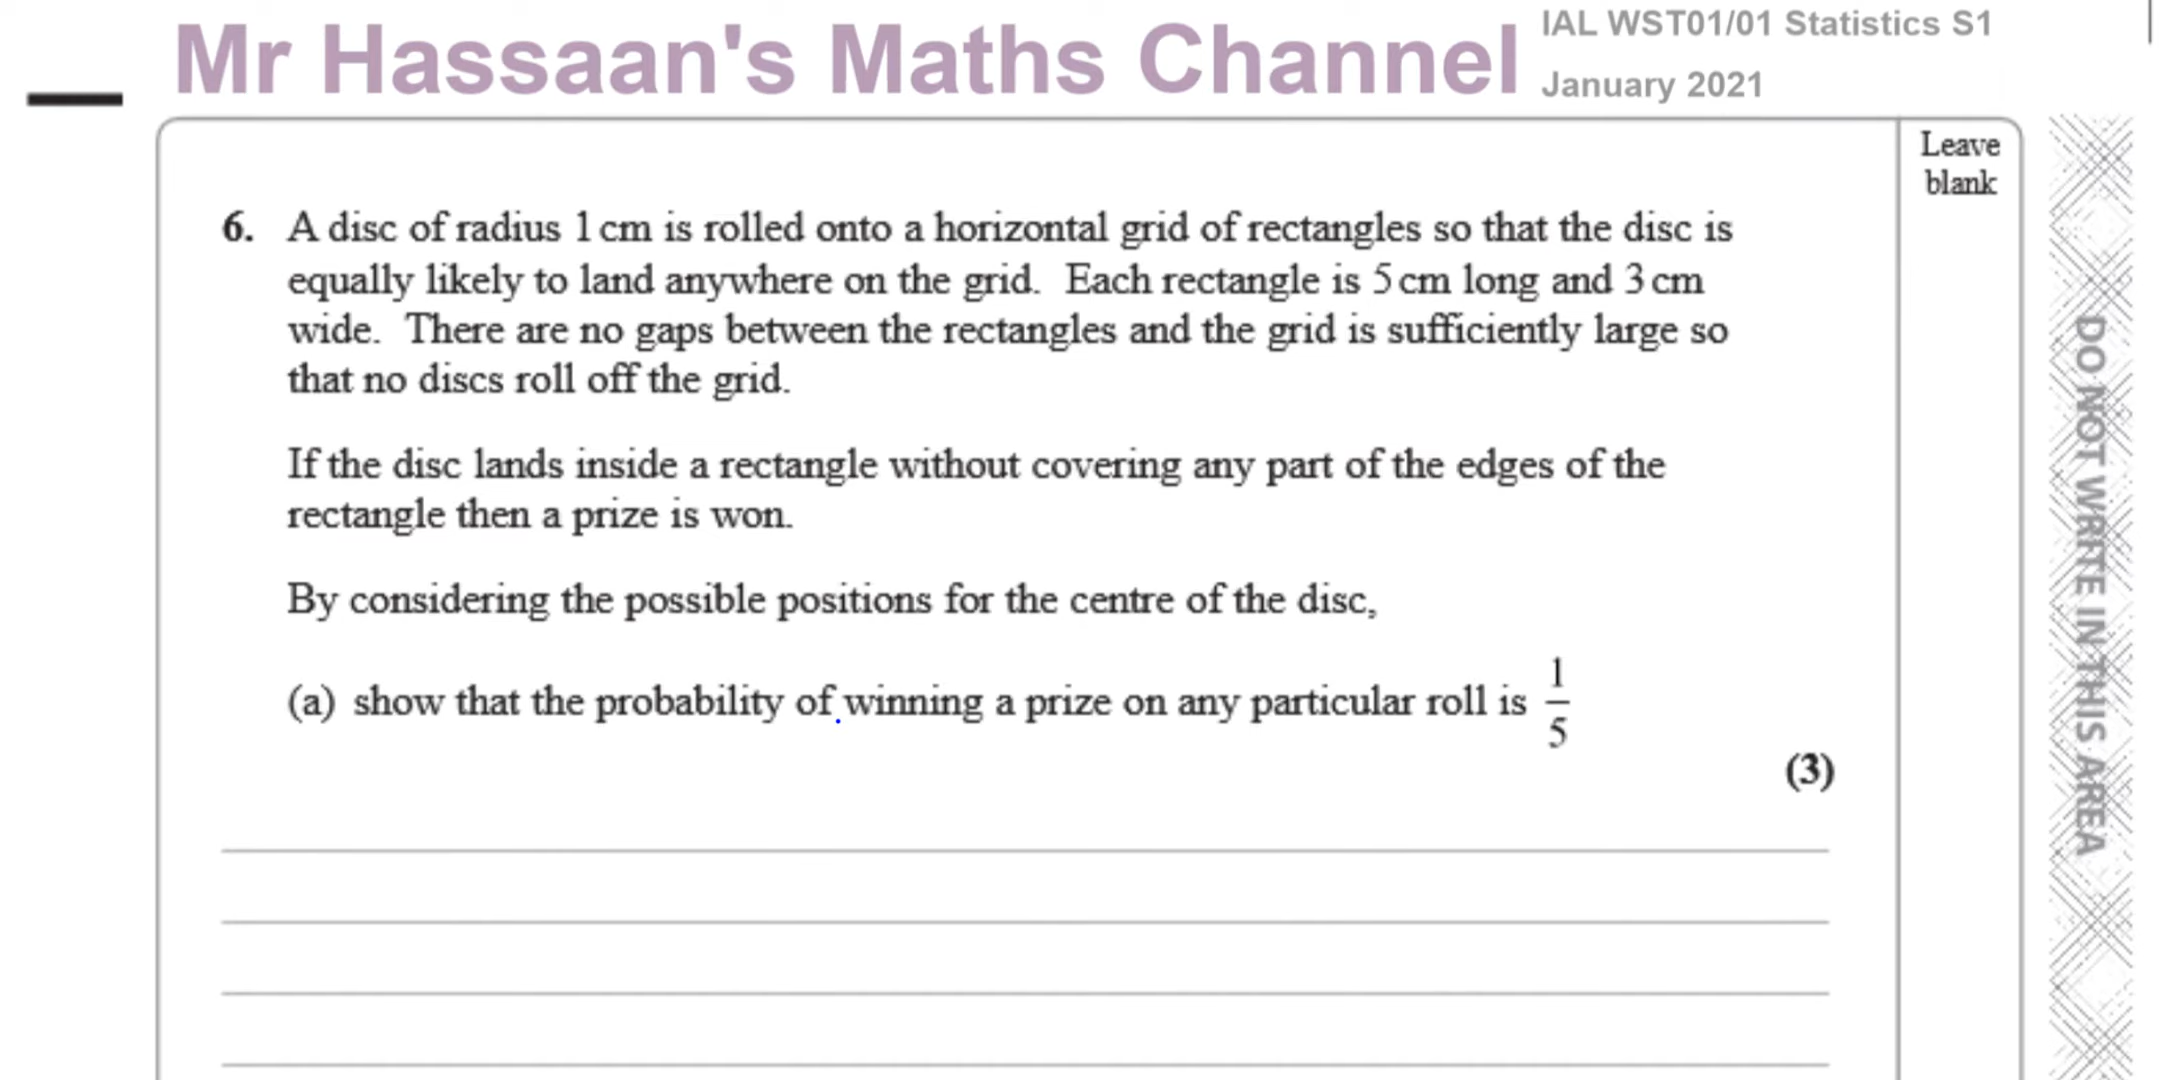 Mr Hassaan's Maths Channel
IAL WST01/01 Statistics S1
January 2021
Leave
blank
6. A disc of radius 1 cm is rolled onto a horizontal grid of rectangles so that the disc is
equally likely to land anywhere on the grid. Each rectangle is 5 cm long and 3 cm
wide. There are no gaps between the rectangles and the grid is sufficiently large so
that no discs roll off the grid.
If the disc lands inside a rectangle without covering any part of the edges of the
rectangle then a prize is won.
By considering the possible positions for the centre of the disc,
(a) show that the probability of winning a prize on any particular roll is 1/5
(3)
DO NOT WRITE IN THIS AREA